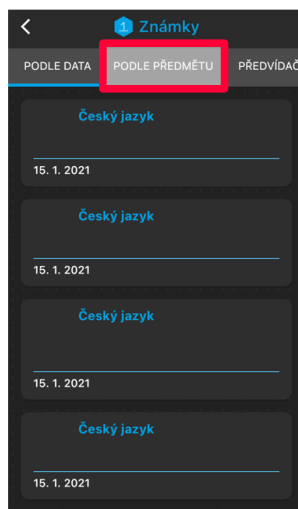 1 Známky
PODLE DATA PODLE PŘEDMĚTU PŘEDVÍDAČ
Český jazyk
15. 1. 2021
Český jazyk
15. 1. 2021
Český jazyk
15. 1. 2021
Český jazyk
15. 1. 2021